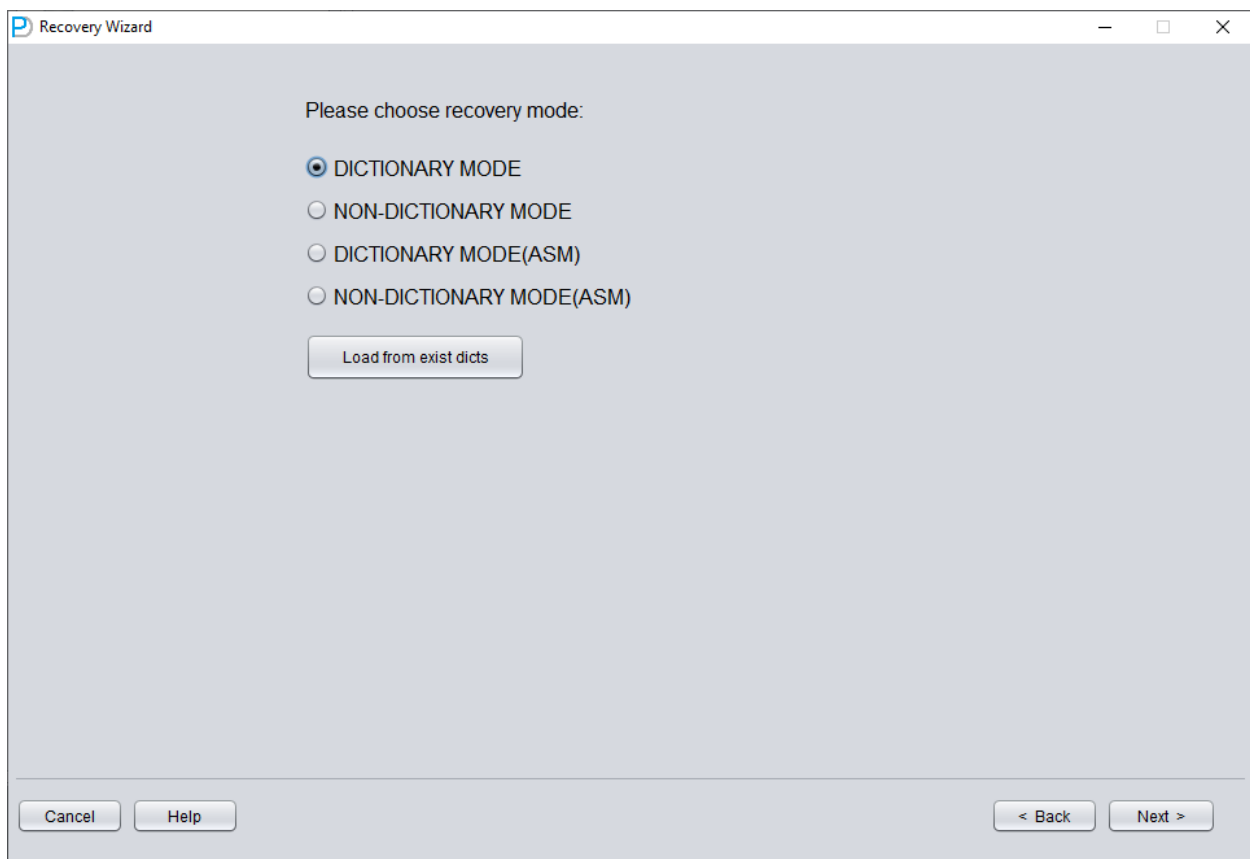 Recovery Wizard
Please choose recovery mode:
DICTIONARY MODE
NON-DICTIONARY MODE
DICTIONARY MODE(ASM)
NON-DICTIONARY MODE(ASM)
Load from exist dicts
Cancel
Help
< Back
Next >